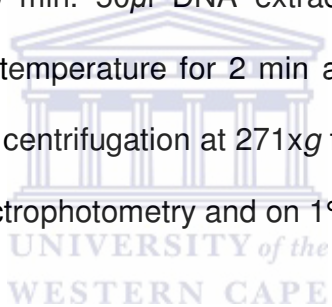 min. 50µl DNA extrac
temperature for 2 min a
centrifugation at 271xg
ctrophotometry and on 1
UNIVERSITY of the
WESTERN CAPE